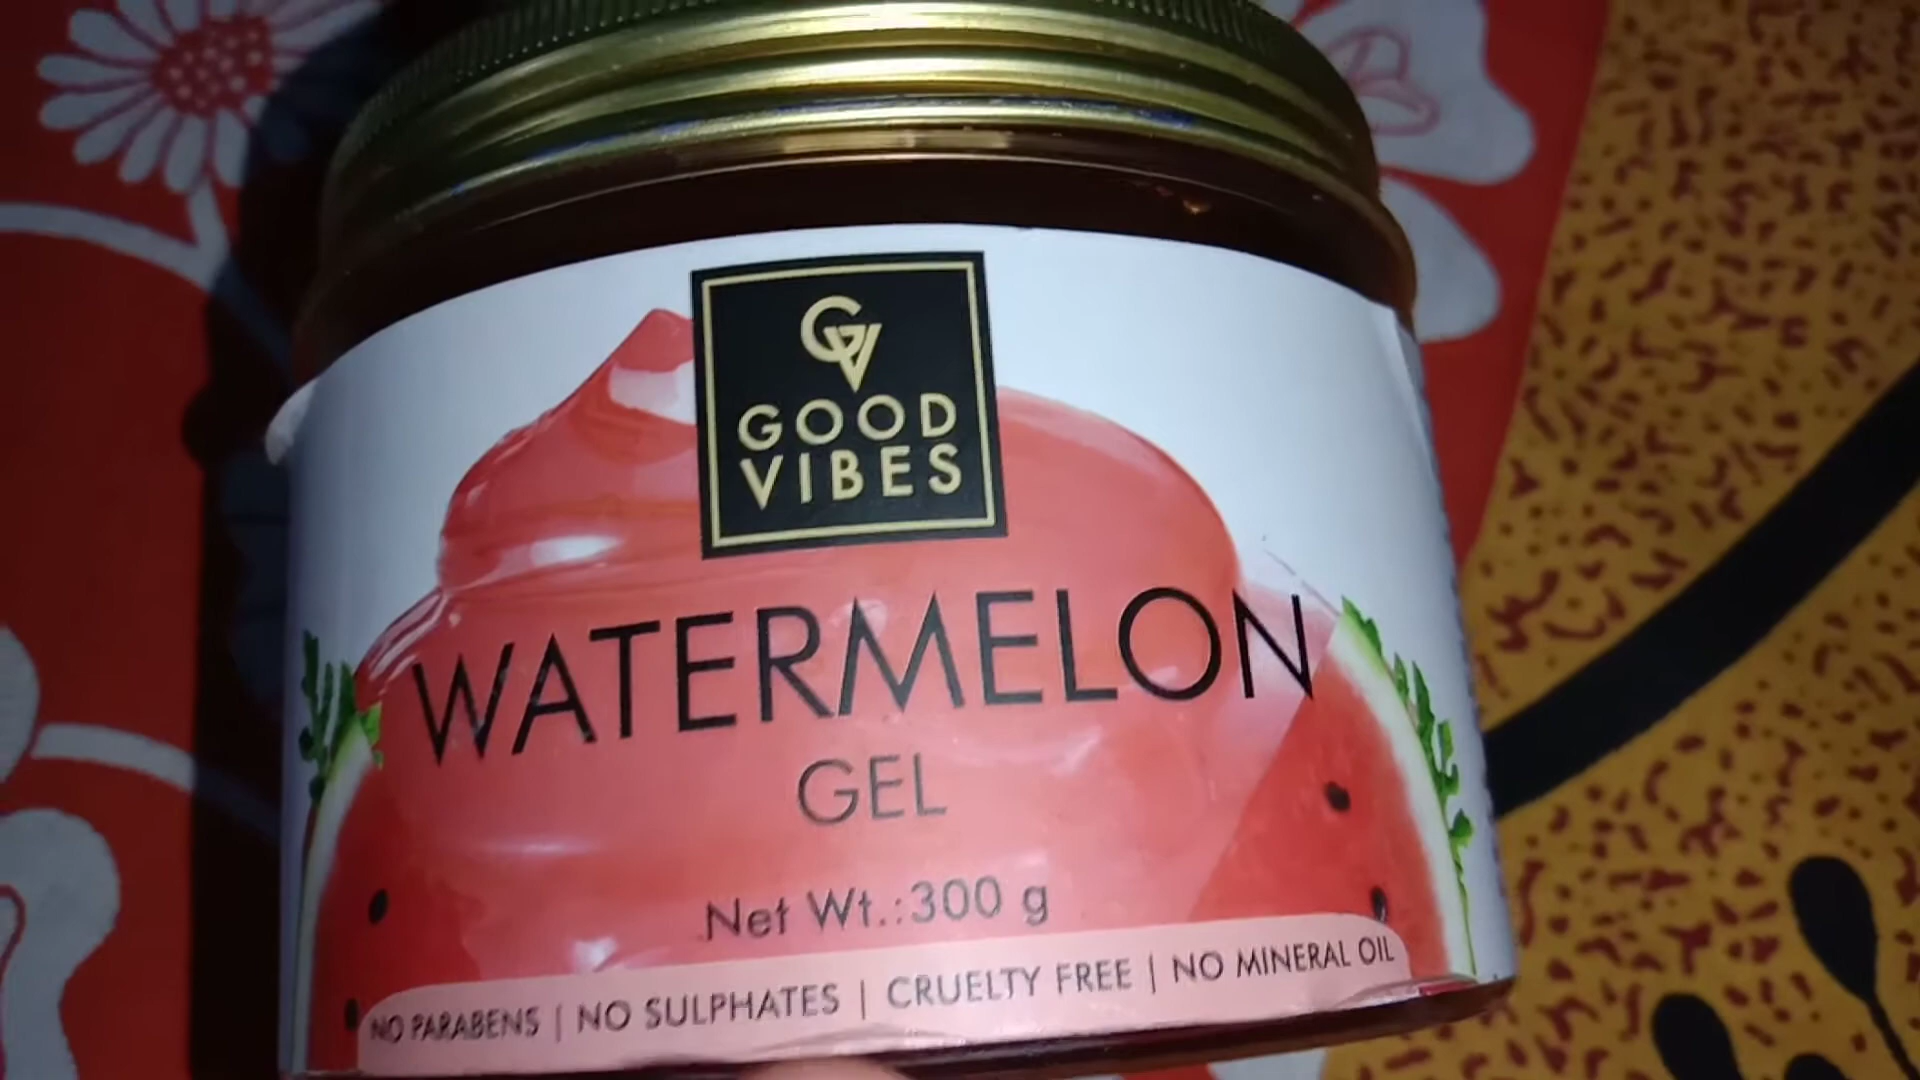 GV
GOOD
VIBES
WATERMELON
GEL
Net Wt.:300 g
NO PARABENS | NO SULPHATES | CRUELTY FREE | NO MINERAL OIL